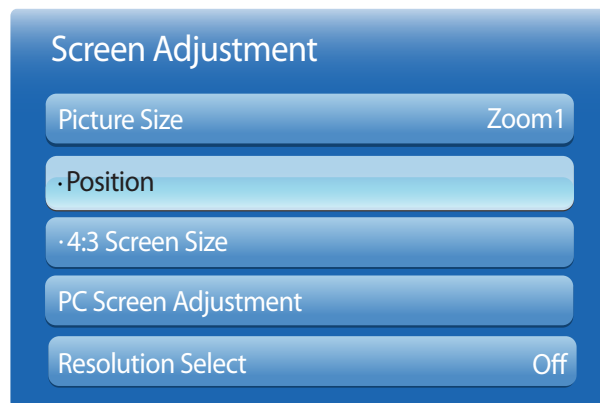 Screen Adjustment
Picture Size Zoom1
· Position
· 4:3 Screen Size
PC Screen Adjustment
Resolution Select Off